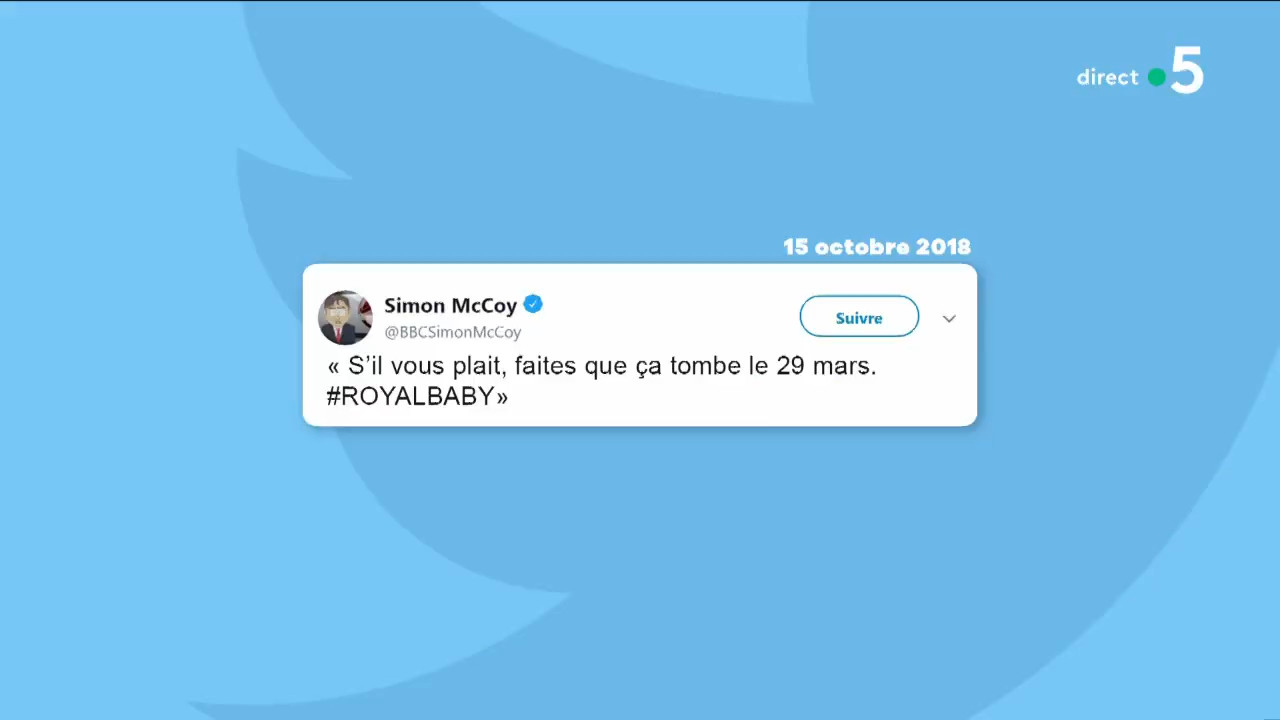 direct 5
15 octobre 2018
Simon McCoy
@BBCSimonMcCoy
Suivre
« S’il vous plait, faites que ça tombe le 29 mars.
#ROYALBABY»